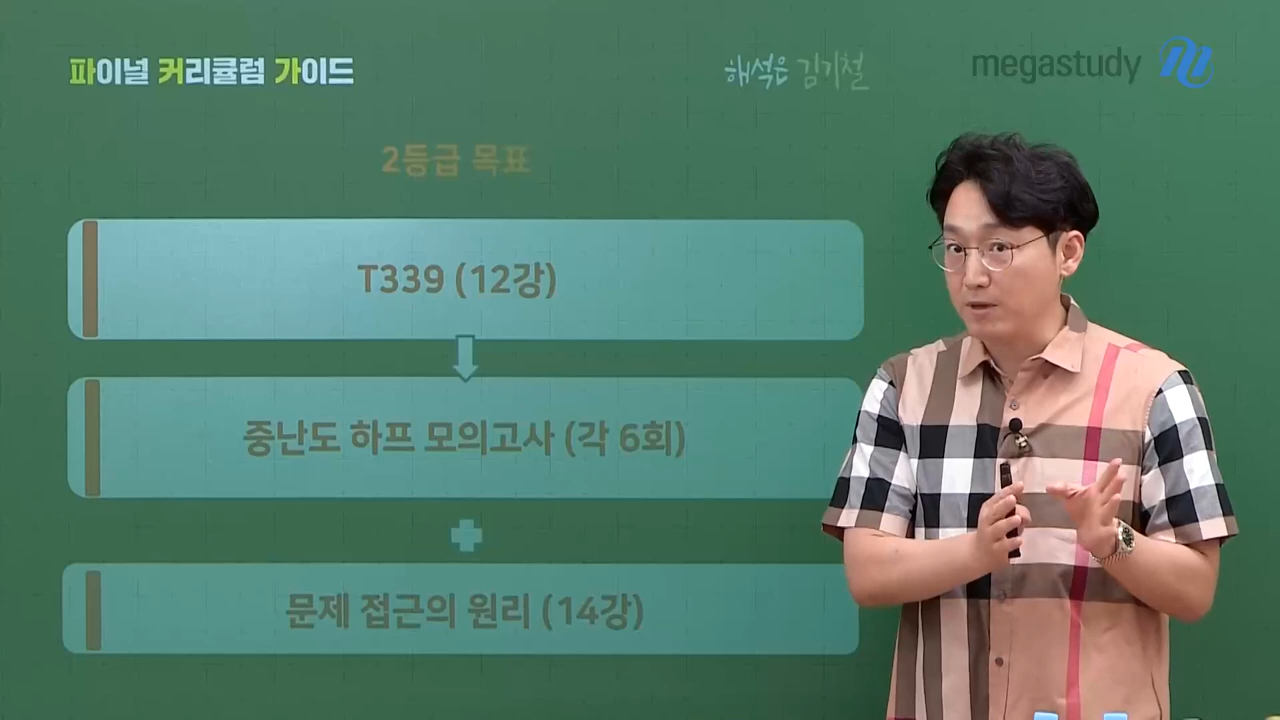 파이널 커리큘럼 가이드
해석은 김기철
megastudy
2등급 목표
T339 (12강)
중난도 하프 모의고사 (각 6회)
문제 접근의 원리 (14강)